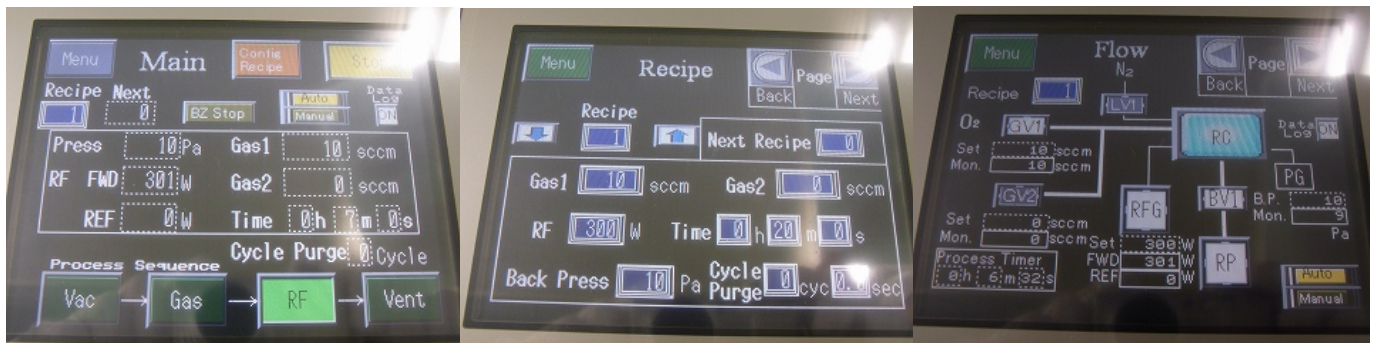 Menu Main Config Recipe Sto
Recipe Next Data Log
1 0 BZ Stop Auto Manual ON
Press 10 Pa Gas1 10 sccm
RF FWD 301 W Gas2 0 sccm
REF 0 W Time 0 h 7 m 0 s
Cycle Purge 0 Cycle
Process Sequence
Vac → Gas → RF → Vent
Menu Recipe Back Page Next
Recipe
1 Next Recipe 0
Gas1 10 sccm Gas2 0 sccm
RF 300 W Time 0 h 20 m 0 s
Back Press 10 Pa Cycle Purge 0 cyc 0. sec
Menu Flow Back Page Next
N₂
Recipe 1 LV1
O₂ GV1 RC Data Log ON
Set 10 sccm
Mon. 10 sccm
PG
GV2 RFG BV1 B.P. 10
Mon. 9
Pa
Set 0 sccm
Mon. 0 sccm
Set 300 W
FWD 301 W
REF 0 W
RP
Process Timer
0 h 6 m 32 s
Auto
Manual